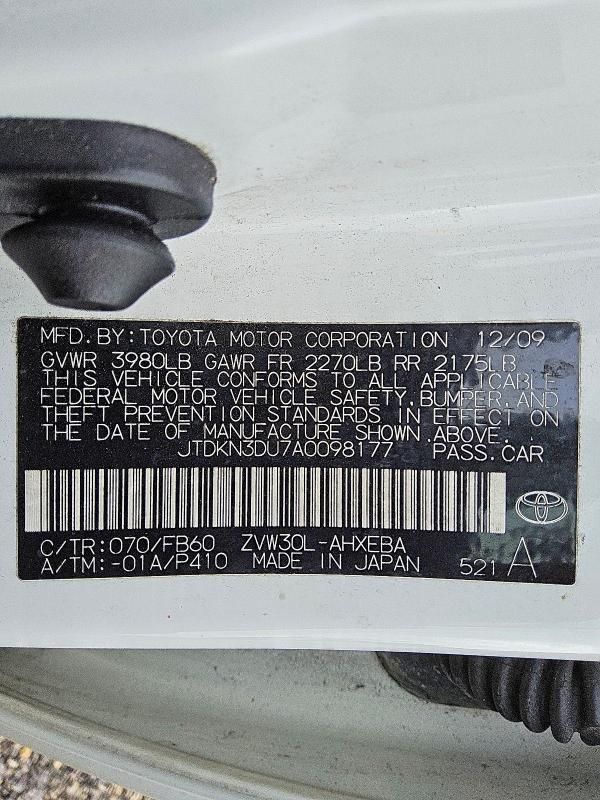 MFD.BY:TOYOTA MOTOR CORPORATION 12/09
GVWR 3980LB GAWR FR 2270LB RR 2175LB
THIS VEHICLE CONFORMS TO ALL APPLICABLE
FEDERAL MOTOR VEHICLE SAFETY,BUMPER,AND
THEFT PREVENTION STANDARDS IN EFFECT ON
THE DATE OF MANUFACTURE SHOWN ABOVE.
JTDKN3DU7A0098177 PASS.CAR
C/TR:070/FB60 ZVW30L-AHXEBA
A/TM:-01A/P410 MADE IN JAPAN 521 A